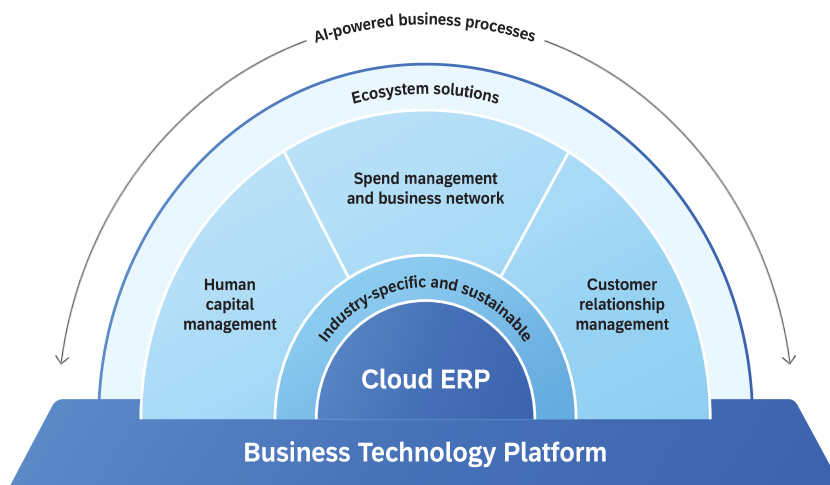 AI-powered business processes
Ecosystem solutions
Spend management
and business network
Human
capital
management
Customer
relationship
management
Industry-specific and sustainable
Cloud ERP
Business Technology Platform